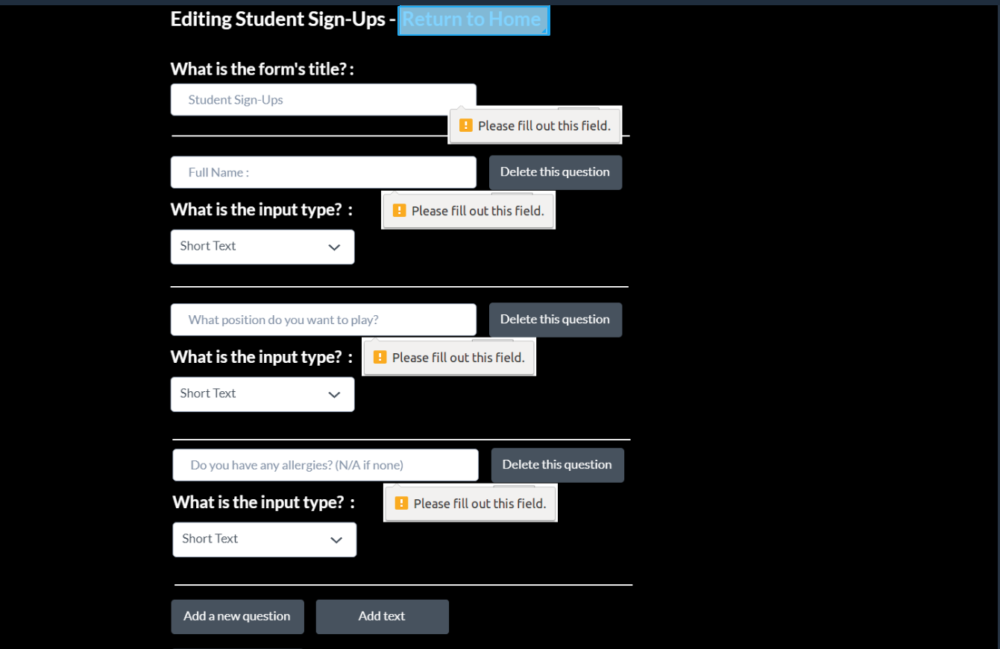 Editing Student Sign-Ups - Return to Home
What is the form's title? :
Student Sign-Ups
Please fill out this field.
Full Name :
Delete this question
What is the input type? :
Please fill out this field.
Short Text
What position do you want to play?
Delete this question
What is the input type? :
Please fill out this field.
Short Text
Do you have any allergies? (N/A if none)
Delete this question
What is the input type? :
Please fill out this field.
Short Text
Add a new question
Add text